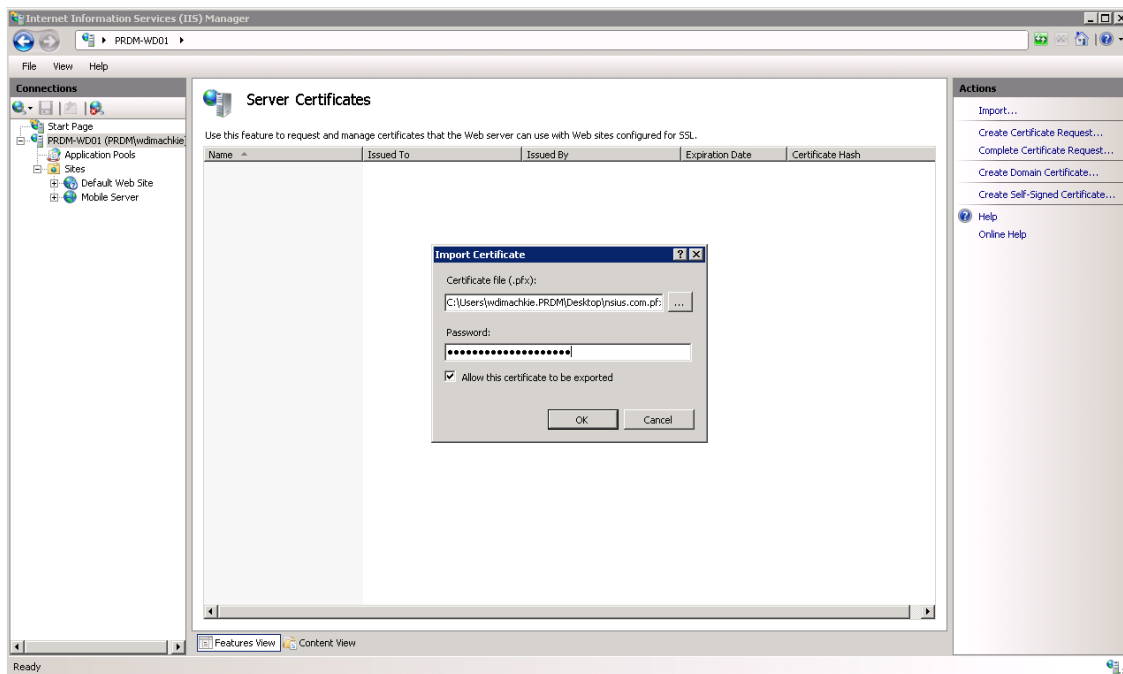 Internet Information Services (IIS) Manager
PRDM-WD01
File View Help
Connections
Start Page
PRDM-WD01 (PRDM\wdimachkie
Application Pools
Sites
Default Web Site
Mobile Server
Server Certificates
Use this feature to request and manage certificates that the Web server can use with Web sites configured for SSL.
Name Issued To Issued By Expiration Date Certificate Hash
Import Certificate
Certificate file (.pfx):
C:\Users\wdimachkie.PRDM\Desktop\nsius.com.pf
...
Password:
••••••••••••••••••••
Allow this certificate to be exported
OK Cancel
Features View Content View
Actions
Import...
Create Certificate Request...
Complete Certificate Request...
Create Domain Certificate...
Create Self-Signed Certificate...
Help
Online Help
Ready